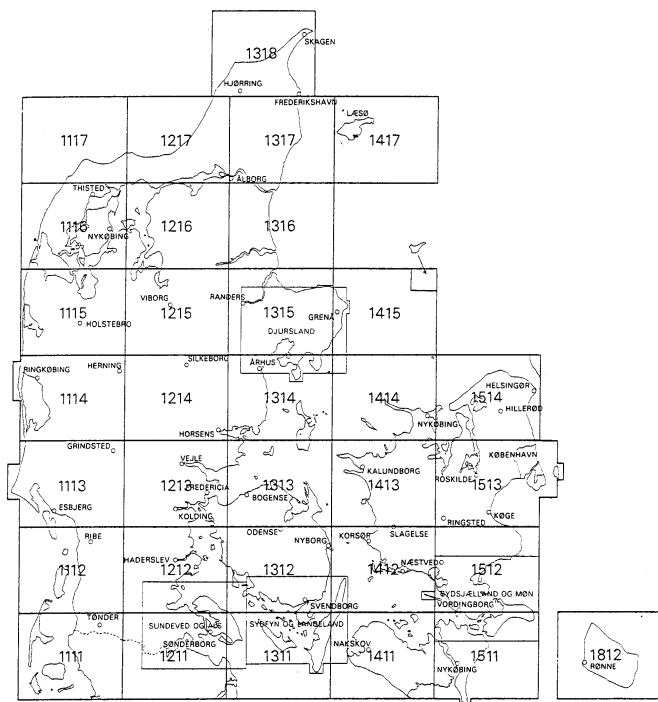 1318
SKAGEN
HJØRRING
FREDERIKSHAVN
LÆSØ
1117
1217
1317
1417
ÅLBORG
THISTED
1116
1216
1316
NYKØBING
VIBORG
RANDERS
1115
1215
1315
1415
GRENÅ
HOLSTEBRO
DJURSLAND
SILKEBORG
HERNING
ÅRHUS
RINGKØBING
HELSINGØR
1114
1214
1314
1414
1514
HILLERØD
NYKØBING
HORSENS
GRINDSTED
KØBENHAVN
VEJLE
KALUNDBORG
ROSKILDE
1113
1213
1313
1413
1513
FREDERICIA
BOGENSE
ESBJERG
KOLDING
KØGE
RINGSTED
SLAGELSE
ODENSE
RIBE
NYBORG
KORSØR
HADERSLEV
NÆSTVED
1112
1212
1312
1412
1512
SYDSJÆLLAND OG MØN
VORDINGBORG
SVENDBORG
TØNDER
SUNDEVED OG ALS
SYDFYN OG LANGELAND
SØNDERBORG
NAKSKOV
1111
1211
1311
1411
1511
1812
RØNNE
NYKØBING